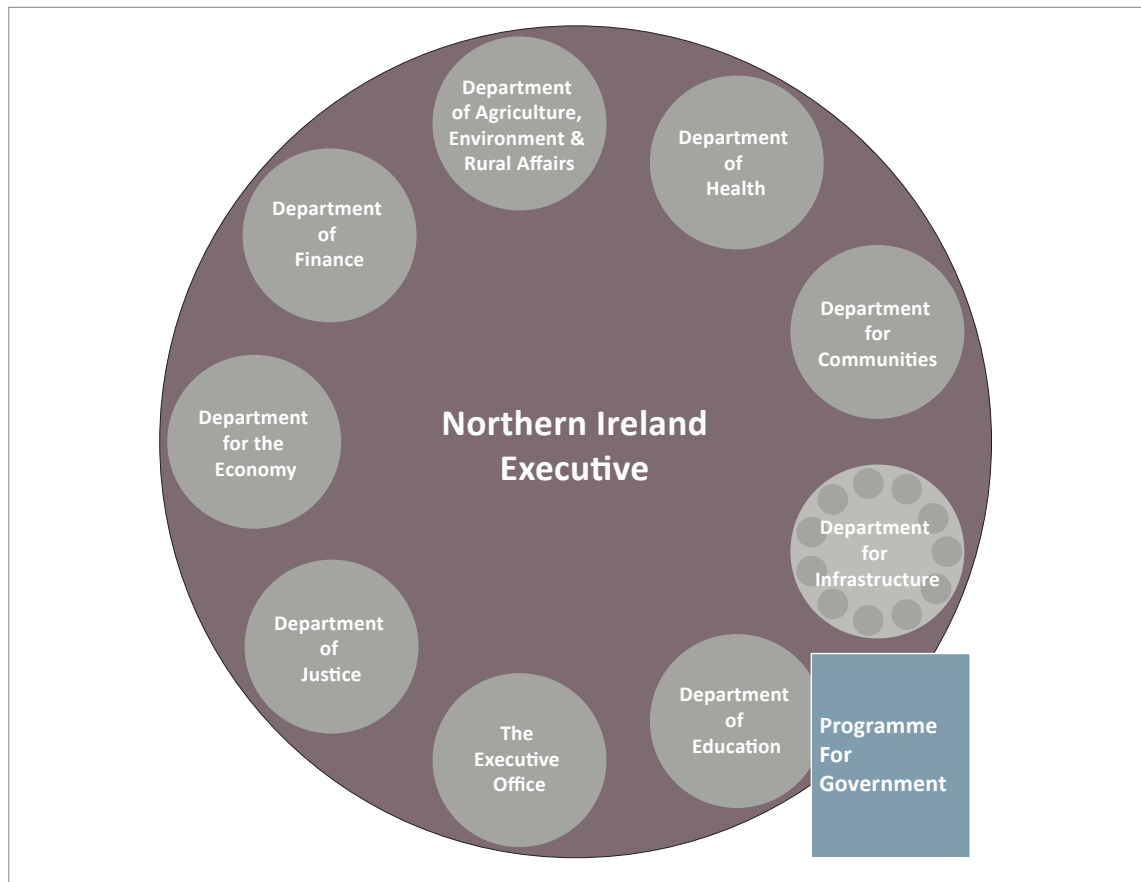 Department
of Agriculture,
Environment &
Rural Affairs
Department
of
Health
Department
of
Finance
Department
for
Communities
Department
for the
Economy
Northern Ireland
Executive
Department
for
Infrastructure
Department
of
Justice
Department
of
Education
The
Executive
Office
Programme
For
Government